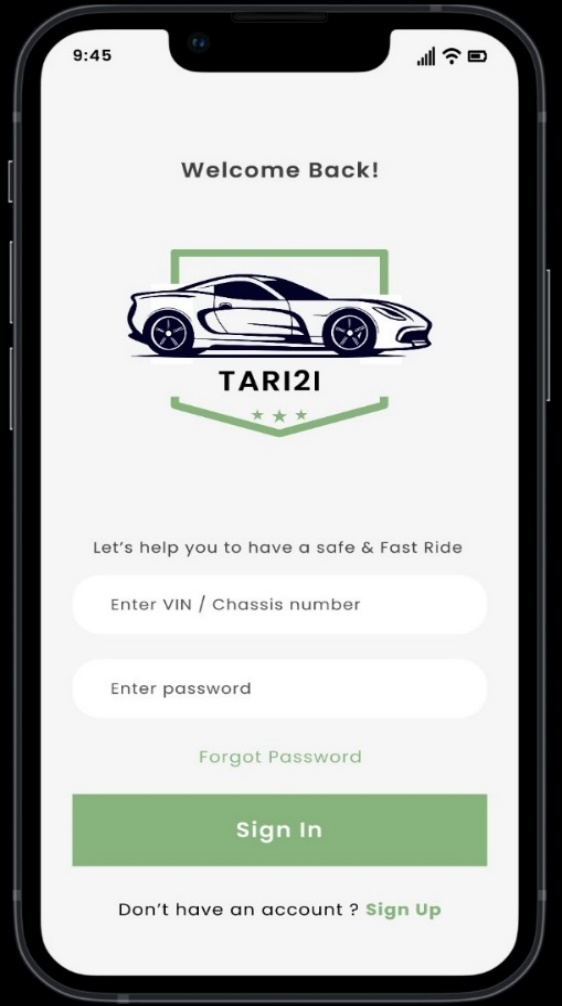 9:45
Welcome Back!
TARI2I
Let's help you to have a safe & Fast Ride
Enter VIN / Chassis number
Enter password
Forgot Password
Sign In
Don't have an account ? Sign Up